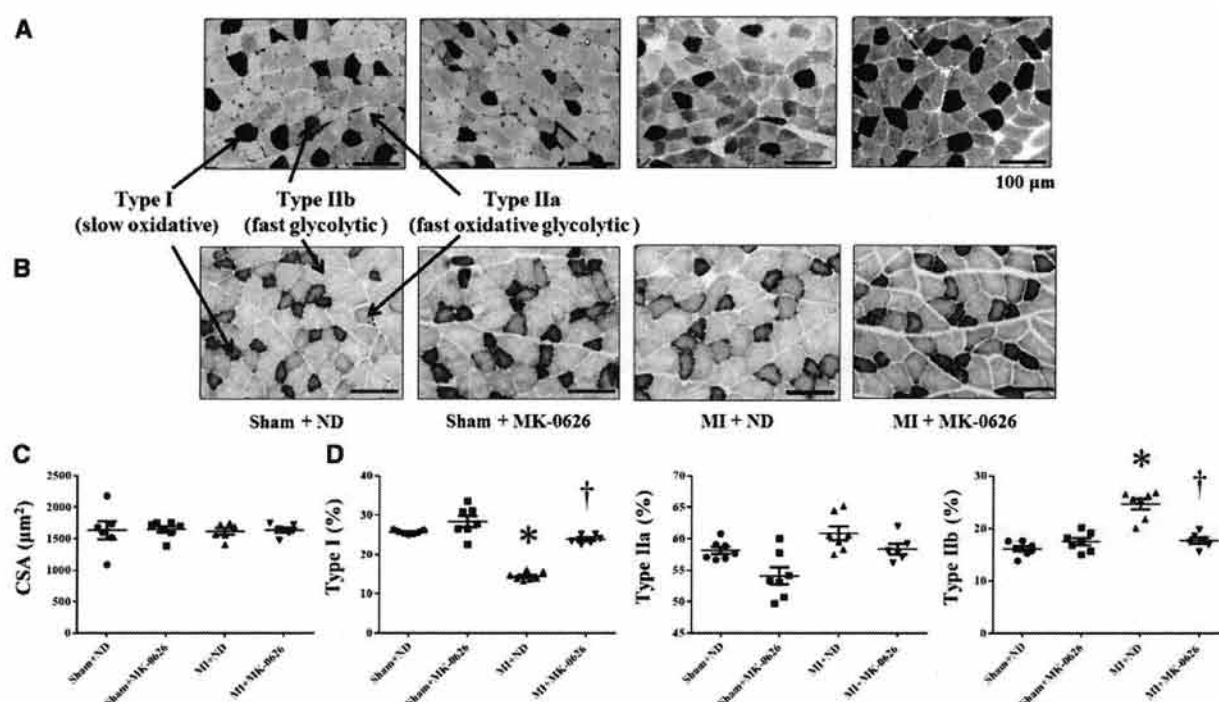 A
100 µm
Type I
(slow oxidative)
Type IIb
(fast glycolytic)
Type IIa
(fast oxidative glycolytic)
B
Sham + ND
Sham + MK-0626
MI + ND
MI + MK-0626
C
CSA (µm²)
2500
2000
1500
1000
500
0
Sham+ND
Sham+MK-0626
MI+ND
MI+MK-0626
D
Type I (%)
40
30
20
10
0
*
†
Sham+ND
Sham+MK-0626
MI+ND
MI+MK-0626
Type IIa (%)
70
65
60
55
50
45
Sham+ND
Sham+MK-0626
MI+ND
MI+MK-0626
Type IIb (%)
30
20
10
0
*
†
Sham+ND
Sham+MK-0626
MI+ND
MI+MK-0626